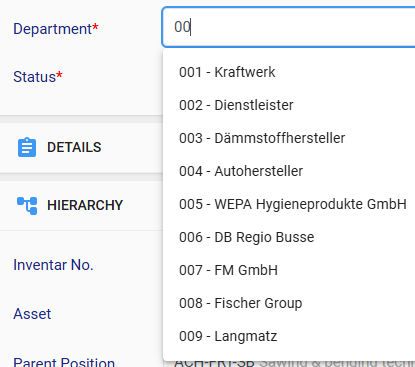 Department*
00
Status*
001 - Kraftwerk
002 - Dienstleister
003 - Dämmstoffhersteller
004 - Autohersteller
005 - WEPA Hygieneprodukte GmbH
006 - DB Regio Busse
007 - FM GmbH
008 - Fischer Group
009 - Langmatz
DETAILS
HIERARCHY
Inventar No.
Asset
Parent Position
ACH-FRT-SB Sawing & bending techn